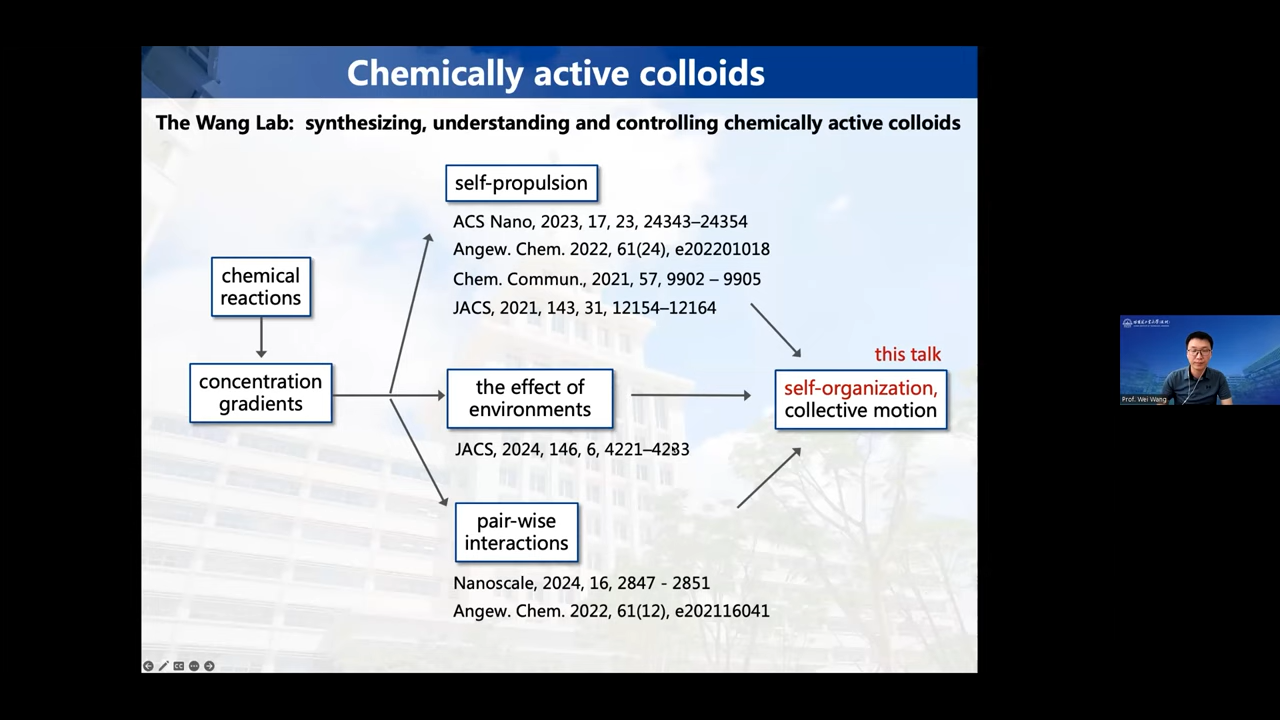 Chemically active colloids
The Wang Lab: synthesizing, understanding and controlling chemically active colloids
self-propulsion
ACS Nano, 2023, 17, 23, 24343–24354
Angew. Chem. 2022, 61(24), e202201018
Chem. Commun., 2021, 57, 9902 – 9905
JACS, 2021, 143, 31, 12154–12164
chemical
reactions
concentration
gradients
the effect of
environments
JACS, 2024, 146, 6, 4221–4233
this talk
self-organization,
collective motion
pair-wise
interactions
Nanoscale, 2024, 16, 2847 - 2851
Angew. Chem. 2022, 61(12), e202116041
Prof. Wei Wang